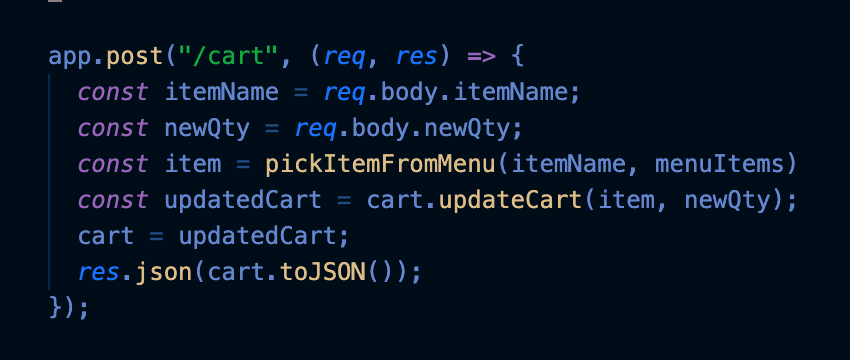 app.post("/cart", (req, res) => {
  const itemName = req.body.itemName;
  const newQty = req.body.newQty;
  const item = pickItemFromMenu(itemName, menuItems)
  const updatedCart = cart.updateCart(item, newQty);
  cart = updatedCart;
  res.json(cart.toJSON());
});